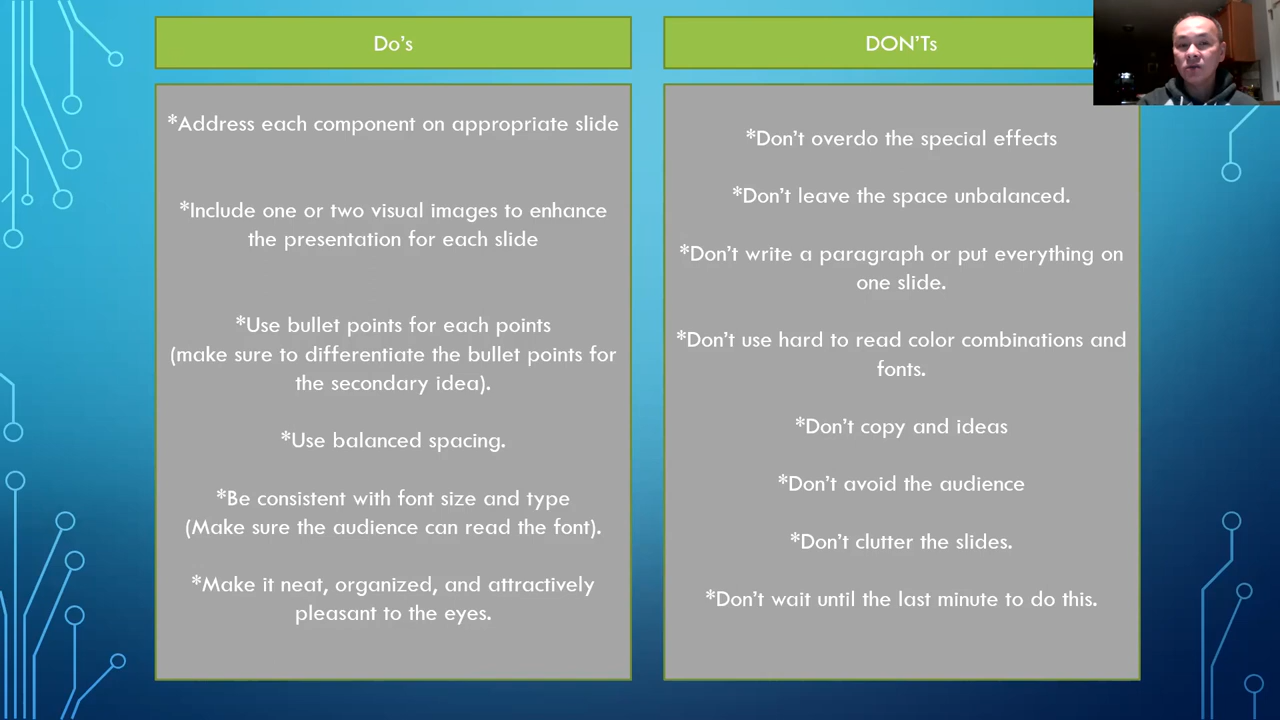 Do’s
*Address each component on appropriate slide
*Include one or two visual images to enhance
the presentation for each slide
*Use bullet points for each points
(make sure to differentiate the bullet points for
the secondary idea).
*Use balanced spacing.
*Be consistent with font size and type
(Make sure the audience can read the font).
*Make it neat, organized, and attractively
pleasant to the eyes.
DON’Ts
*Don’t overdo the special effects
*Don’t leave the space unbalanced.
*Don’t write a paragraph or put everything on
one slide.
*Don’t use hard to read color combinations and
fonts.
*Don’t copy and ideas
*Don’t avoid the audience
*Don’t clutter the slides.
*Don’t wait until the last minute to do this.